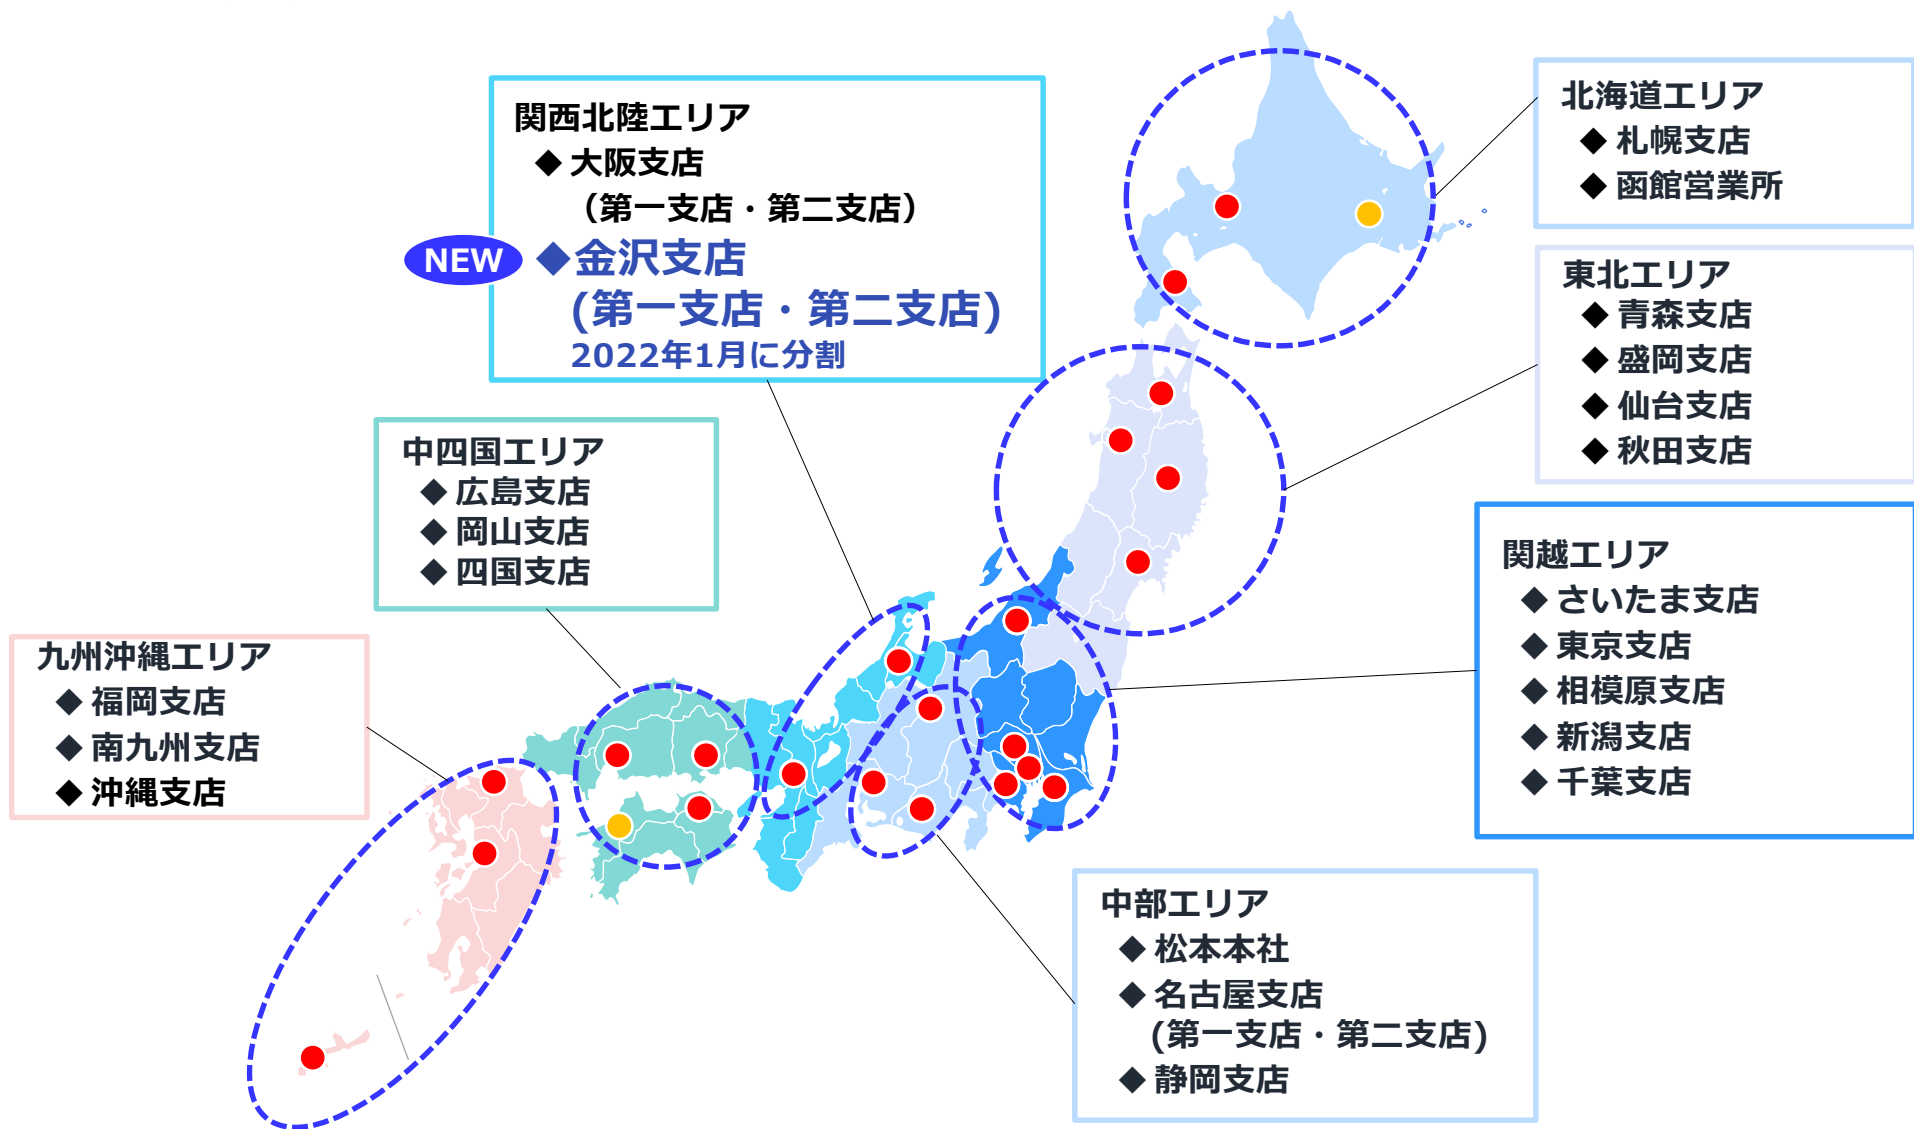 関西北陸エリア
◆ 大阪支店
（第一支店・第二支店）
NEW
◆金沢支店
(第一支店・第二支店)
2022年1月に分割
北海道エリア
◆ 札幌支店
◆ 函館営業所
東北エリア
◆ 青森支店
◆ 盛岡支店
◆ 仙台支店
◆ 秋田支店
中四国エリア
◆ 広島支店
◆ 岡山支店
◆ 四国支店
関越エリア
◆ さいたま支店
◆ 東京支店
◆ 相模原支店
◆ 新潟支店
◆ 千葉支店
九州沖縄エリア
◆ 福岡支店
◆ 南九州支店
◆ 沖縄支店
中部エリア
◆ 松本本社
◆ 名古屋支店
(第一支店・第二支店)
◆ 静岡支店